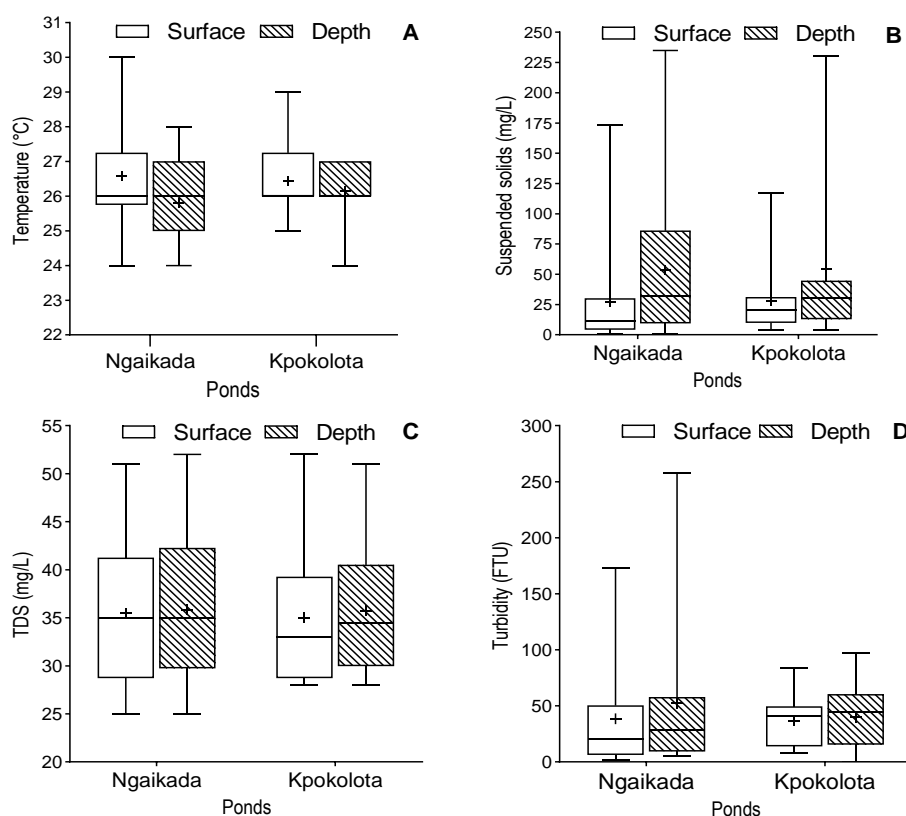 Surface Depth A
Temperature (°C)
31
30
29
28
27
26
25
24
23
22
Ngaikada Kpokolota
Ponds
Surface Depth B
Suspended solids (mg/L)
250
225
200
175
150
125
100
75
50
25
0
Ngaikada Kpokolota
Ponds
Surface Depth C
TDS (mg/L)
55
50
45
40
35
30
25
20
Ngaikada Kpokolota
Ponds
Surface Depth D
Turbidity (FTU)
300
250
200
150
100
50
0
Ngaikada Kpokolota
Ponds